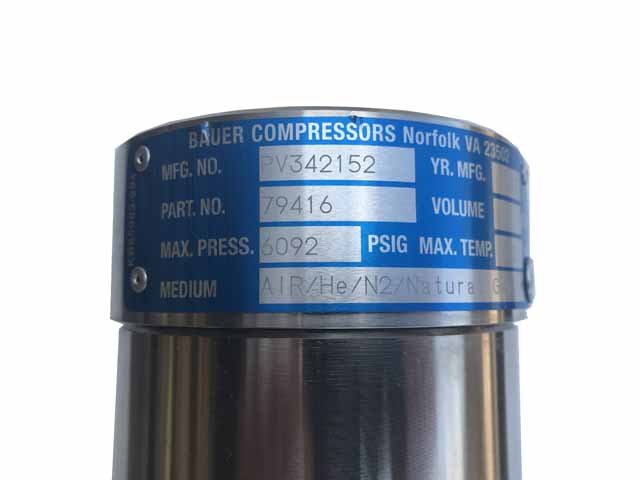 BAUER COMPRESSORS Norfolk VA 23502
MFG. NO. PV342152 YR. MFG.
PART. NO. 79416 VOLUME
MAX. PRESS. 6092 PSIG MAX. TEMP.
MEDIUM AIR/He/N2/Natural G